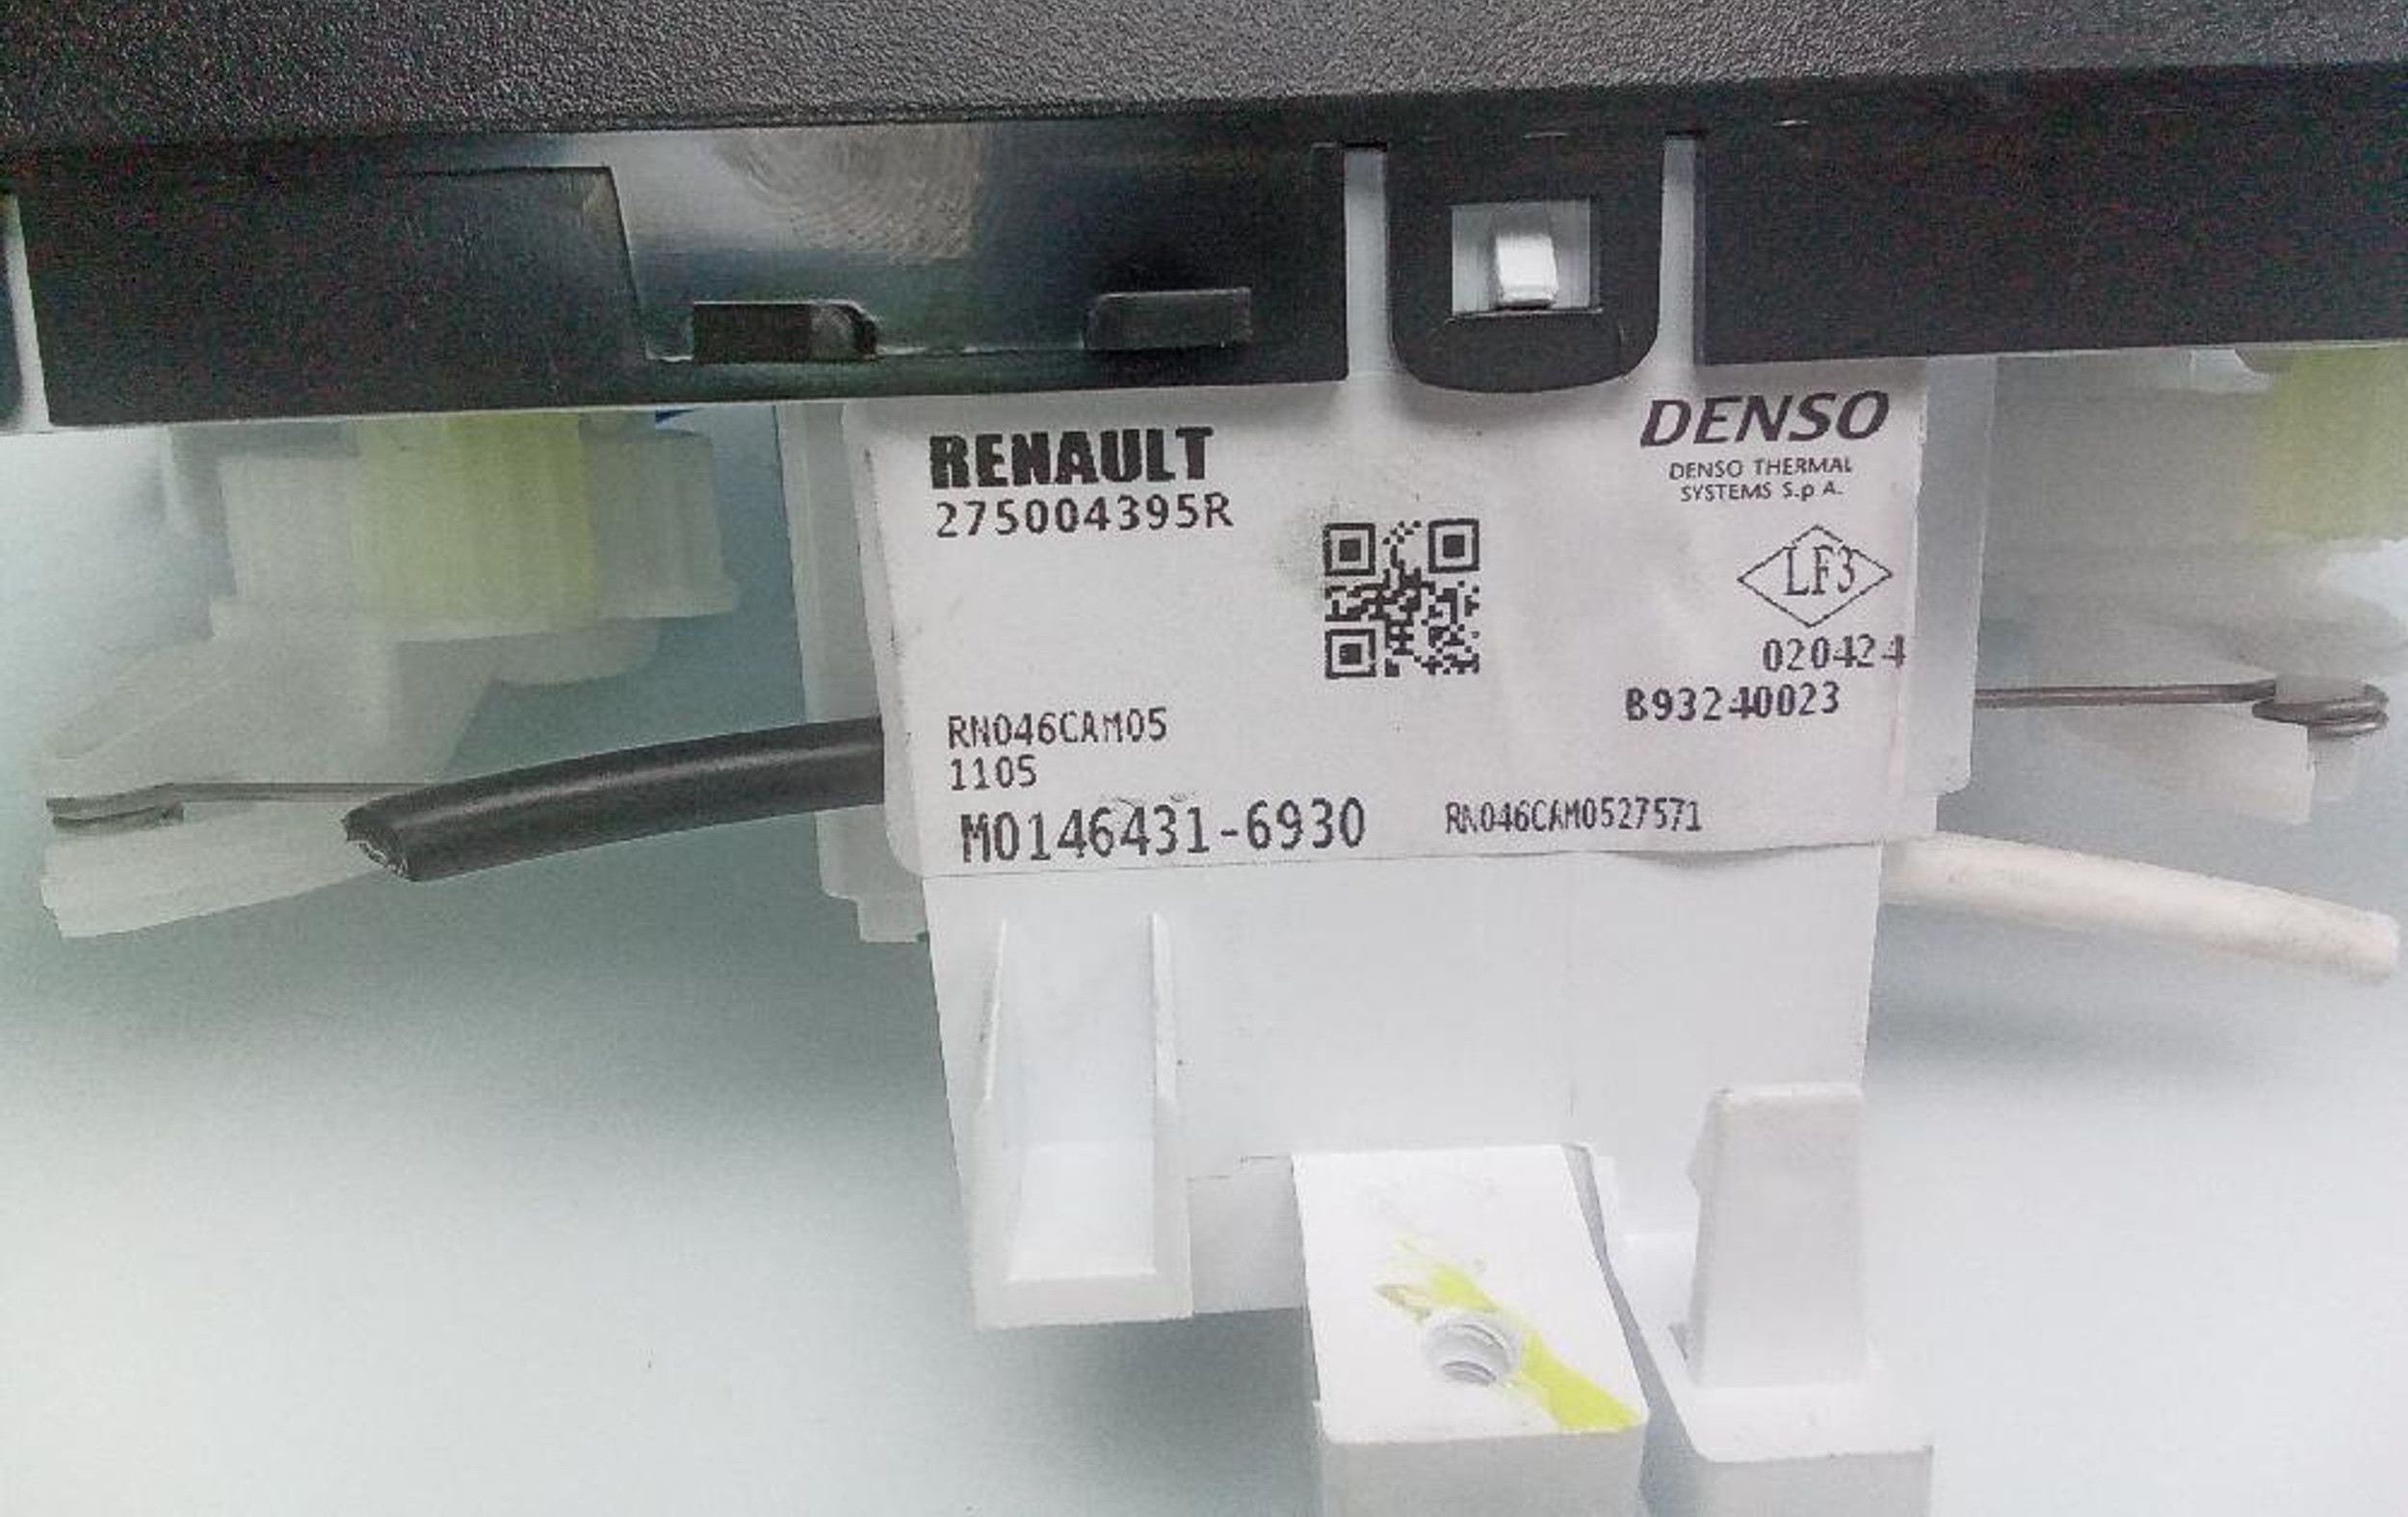 RENAULT
275004395R
DENSO
DENSO THERMAL
SYSTEMS S.p A.
LF3
020424
B93240023
RN046CAM05
1105
M0146431-6930
RN046CAM0527571